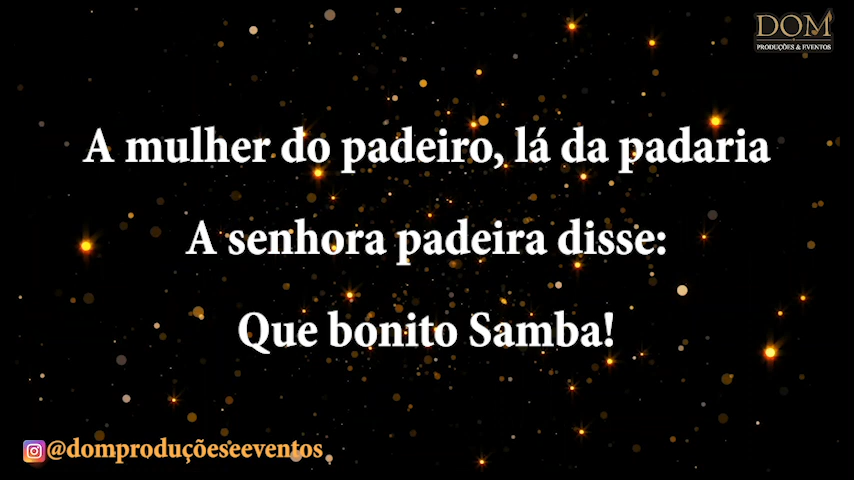 DOM
PRODUÇÕES & EVENTOS
A mulher do padeiro, lá da padaria
A senhora padeira disse:
Que bonito Samba!
@domproduçõeseeventos